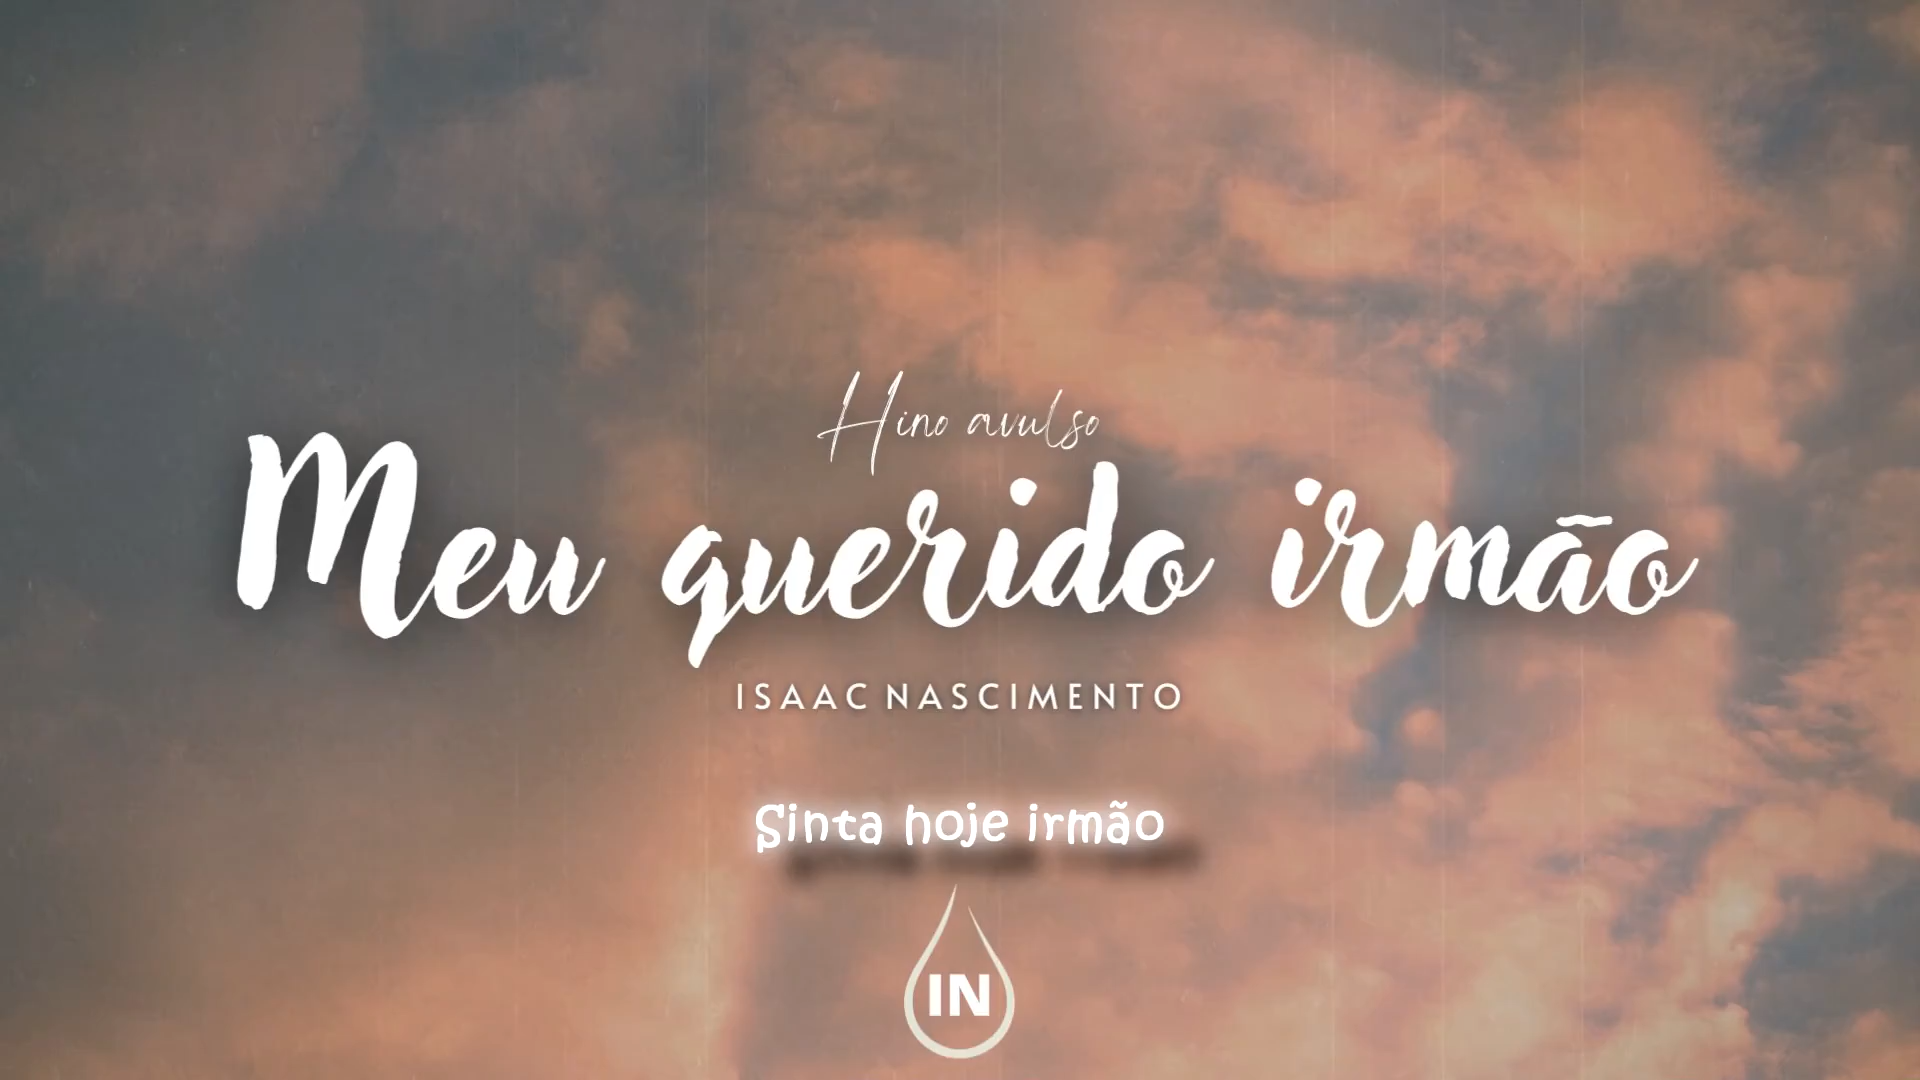 Hino avulso
Meu querido irmão
ISAAC NASCIMENTO
Sinta hoje irmão
IN